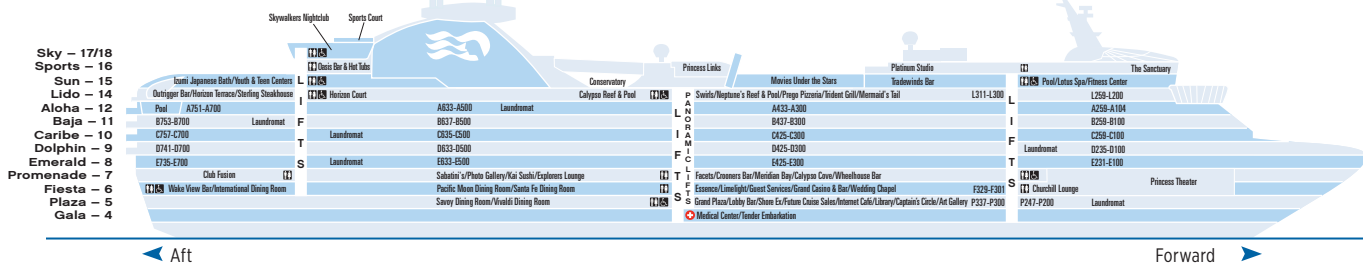 Skywalkers Nightclub
Sports Court
Sky – 17/18
Sports – 16 Oasis Bar & Hot Tubs Princess Links Platinum Studio The Sanctuary
Sun – 15 Izumi Japanese Bath/Youth & Teen Centers Conservatory Movies Under the Stars Tradewinds Bar Pool/Lotus Spa/Fitness Center
Lido – 14 Outrigger Bar/Horizon Terrace/Sterling Steakhouse Horizon Court Calypso Reef & Pool Swirls/Neptune's Reef & Pool/Prego Pizzeria/Trident Grill/Mermaid's Tail L311-L300 L259-L200
Aloha – 12 Pool A751-A700 A633-A500 Laundromat A433-A300 A259-A104
Baja – 11 B753-B700 Laundromat B637-B500 B437-B300 B259-B100
Caribe – 10 C757-C700 Laundromat C635-C500 C425-C300 C259-C100
Dolphin – 9 D741-D700 D633-D500 D425-D300 Laundromat D235-D100
Emerald – 8 E735-E700 Laundromat E633-E500 E425-E300 E231-E100
Promenade – 7 Club Fusion Sabatini's/Photo Gallery/Kai Sushi/Explorers Lounge Facets/Crooners Bar/Meridian Bay/Calypso Cove/Wheelhouse Bar Princess Theater
Fiesta – 6 Wake View Bar/International Dining Room Pacific Moon Dining Room/Santa Fe Dining Room Essence/Limelight/Guest Services/Grand Casino & Bar/Wedding Chapel F329-F301 Churchill Lounge
Plaza – 5 Savoy Dining Room/Vivaldi Dining Room Grand Plaza/Lobby Bar/Shore Ex/Future Cruise Sales/Internet Café/Library/Captain's Circle/Art Gallery P337-P300 P247-P200 Laundromat
Gala – 4 Medical Center/Tender Embarkation
LIFTS
LIFTS
PANORAMIC LIFTS
LIFTS
Aft
Forward